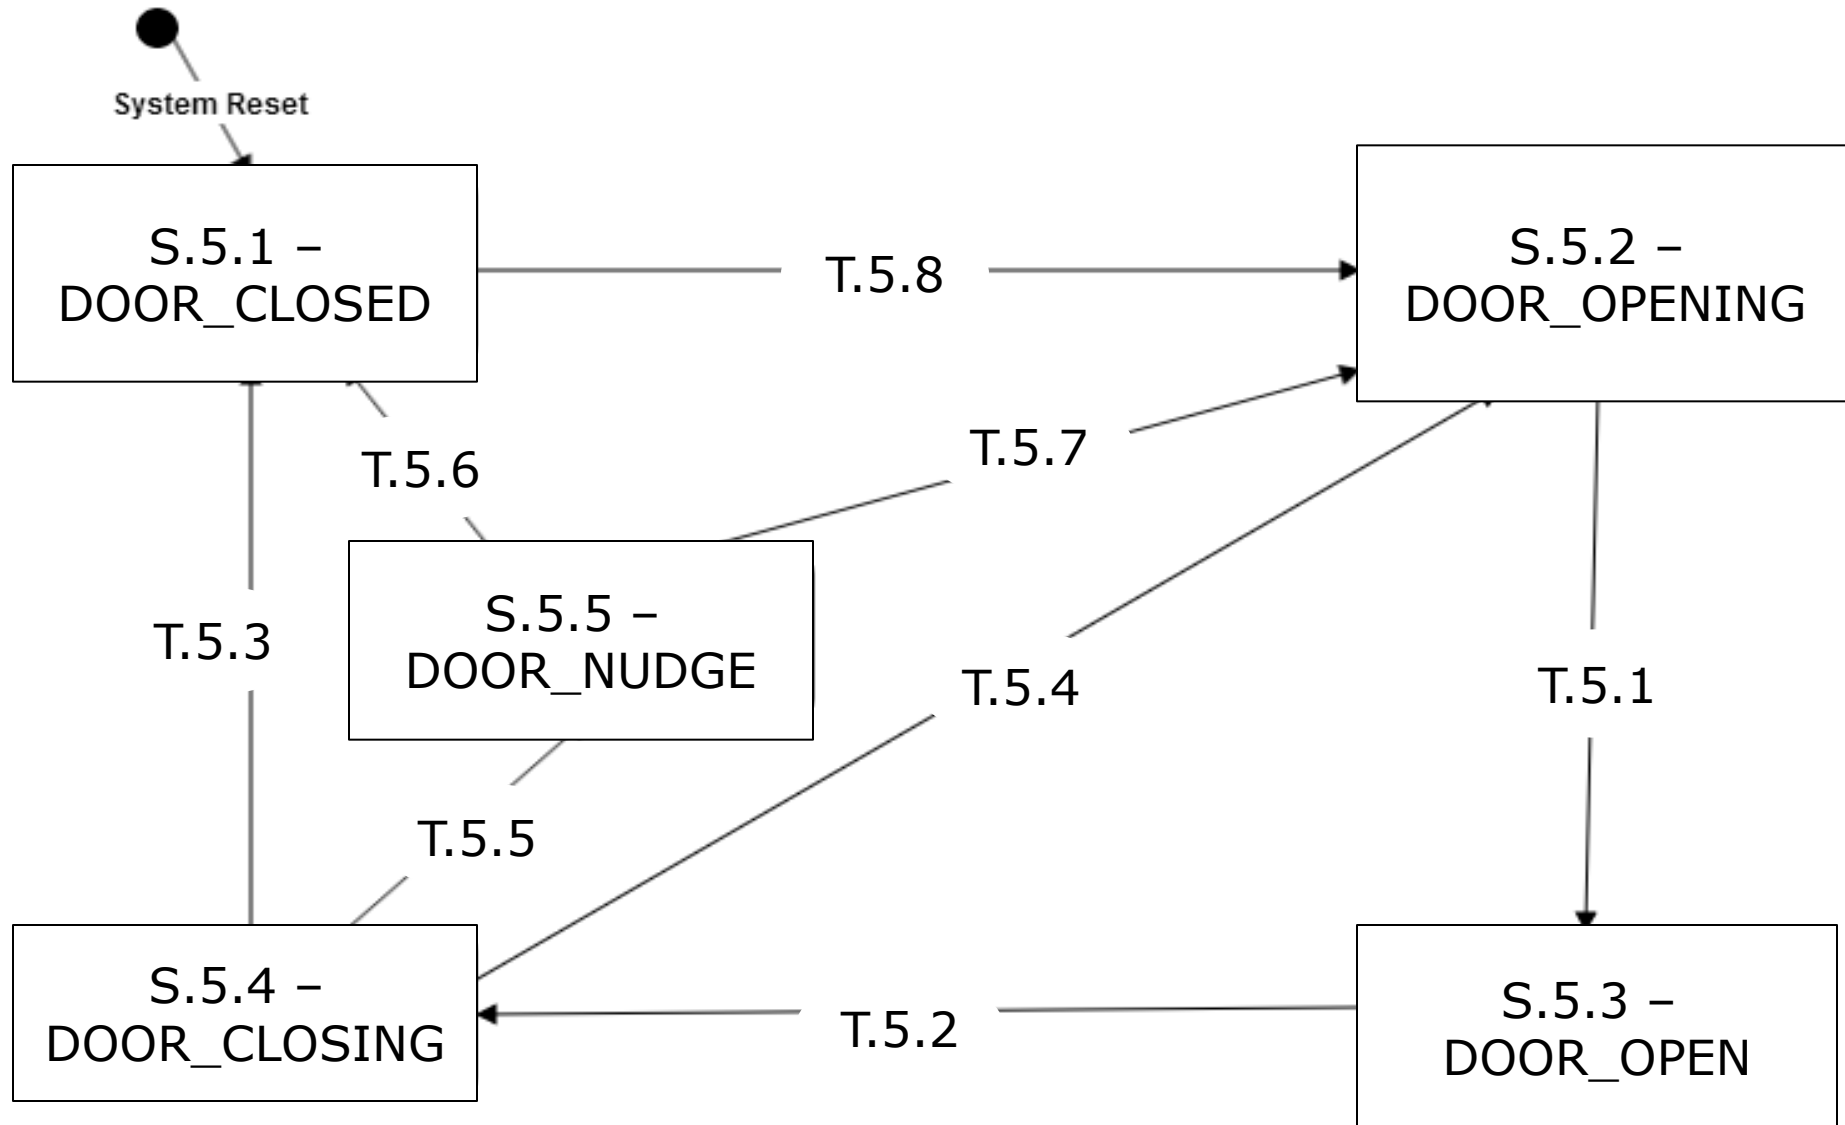 System Reset
S.5.1 –
DOOR_CLOSED
T.5.8
S.5.2 –
DOOR_OPENING
T.5.6
T.5.7
S.5.5 –
DOOR_NUDGE
T.5.3
T.5.4
T.5.1
T.5.5
S.5.4 –
DOOR_CLOSING
T.5.2
S.5.3 –
DOOR_OPEN